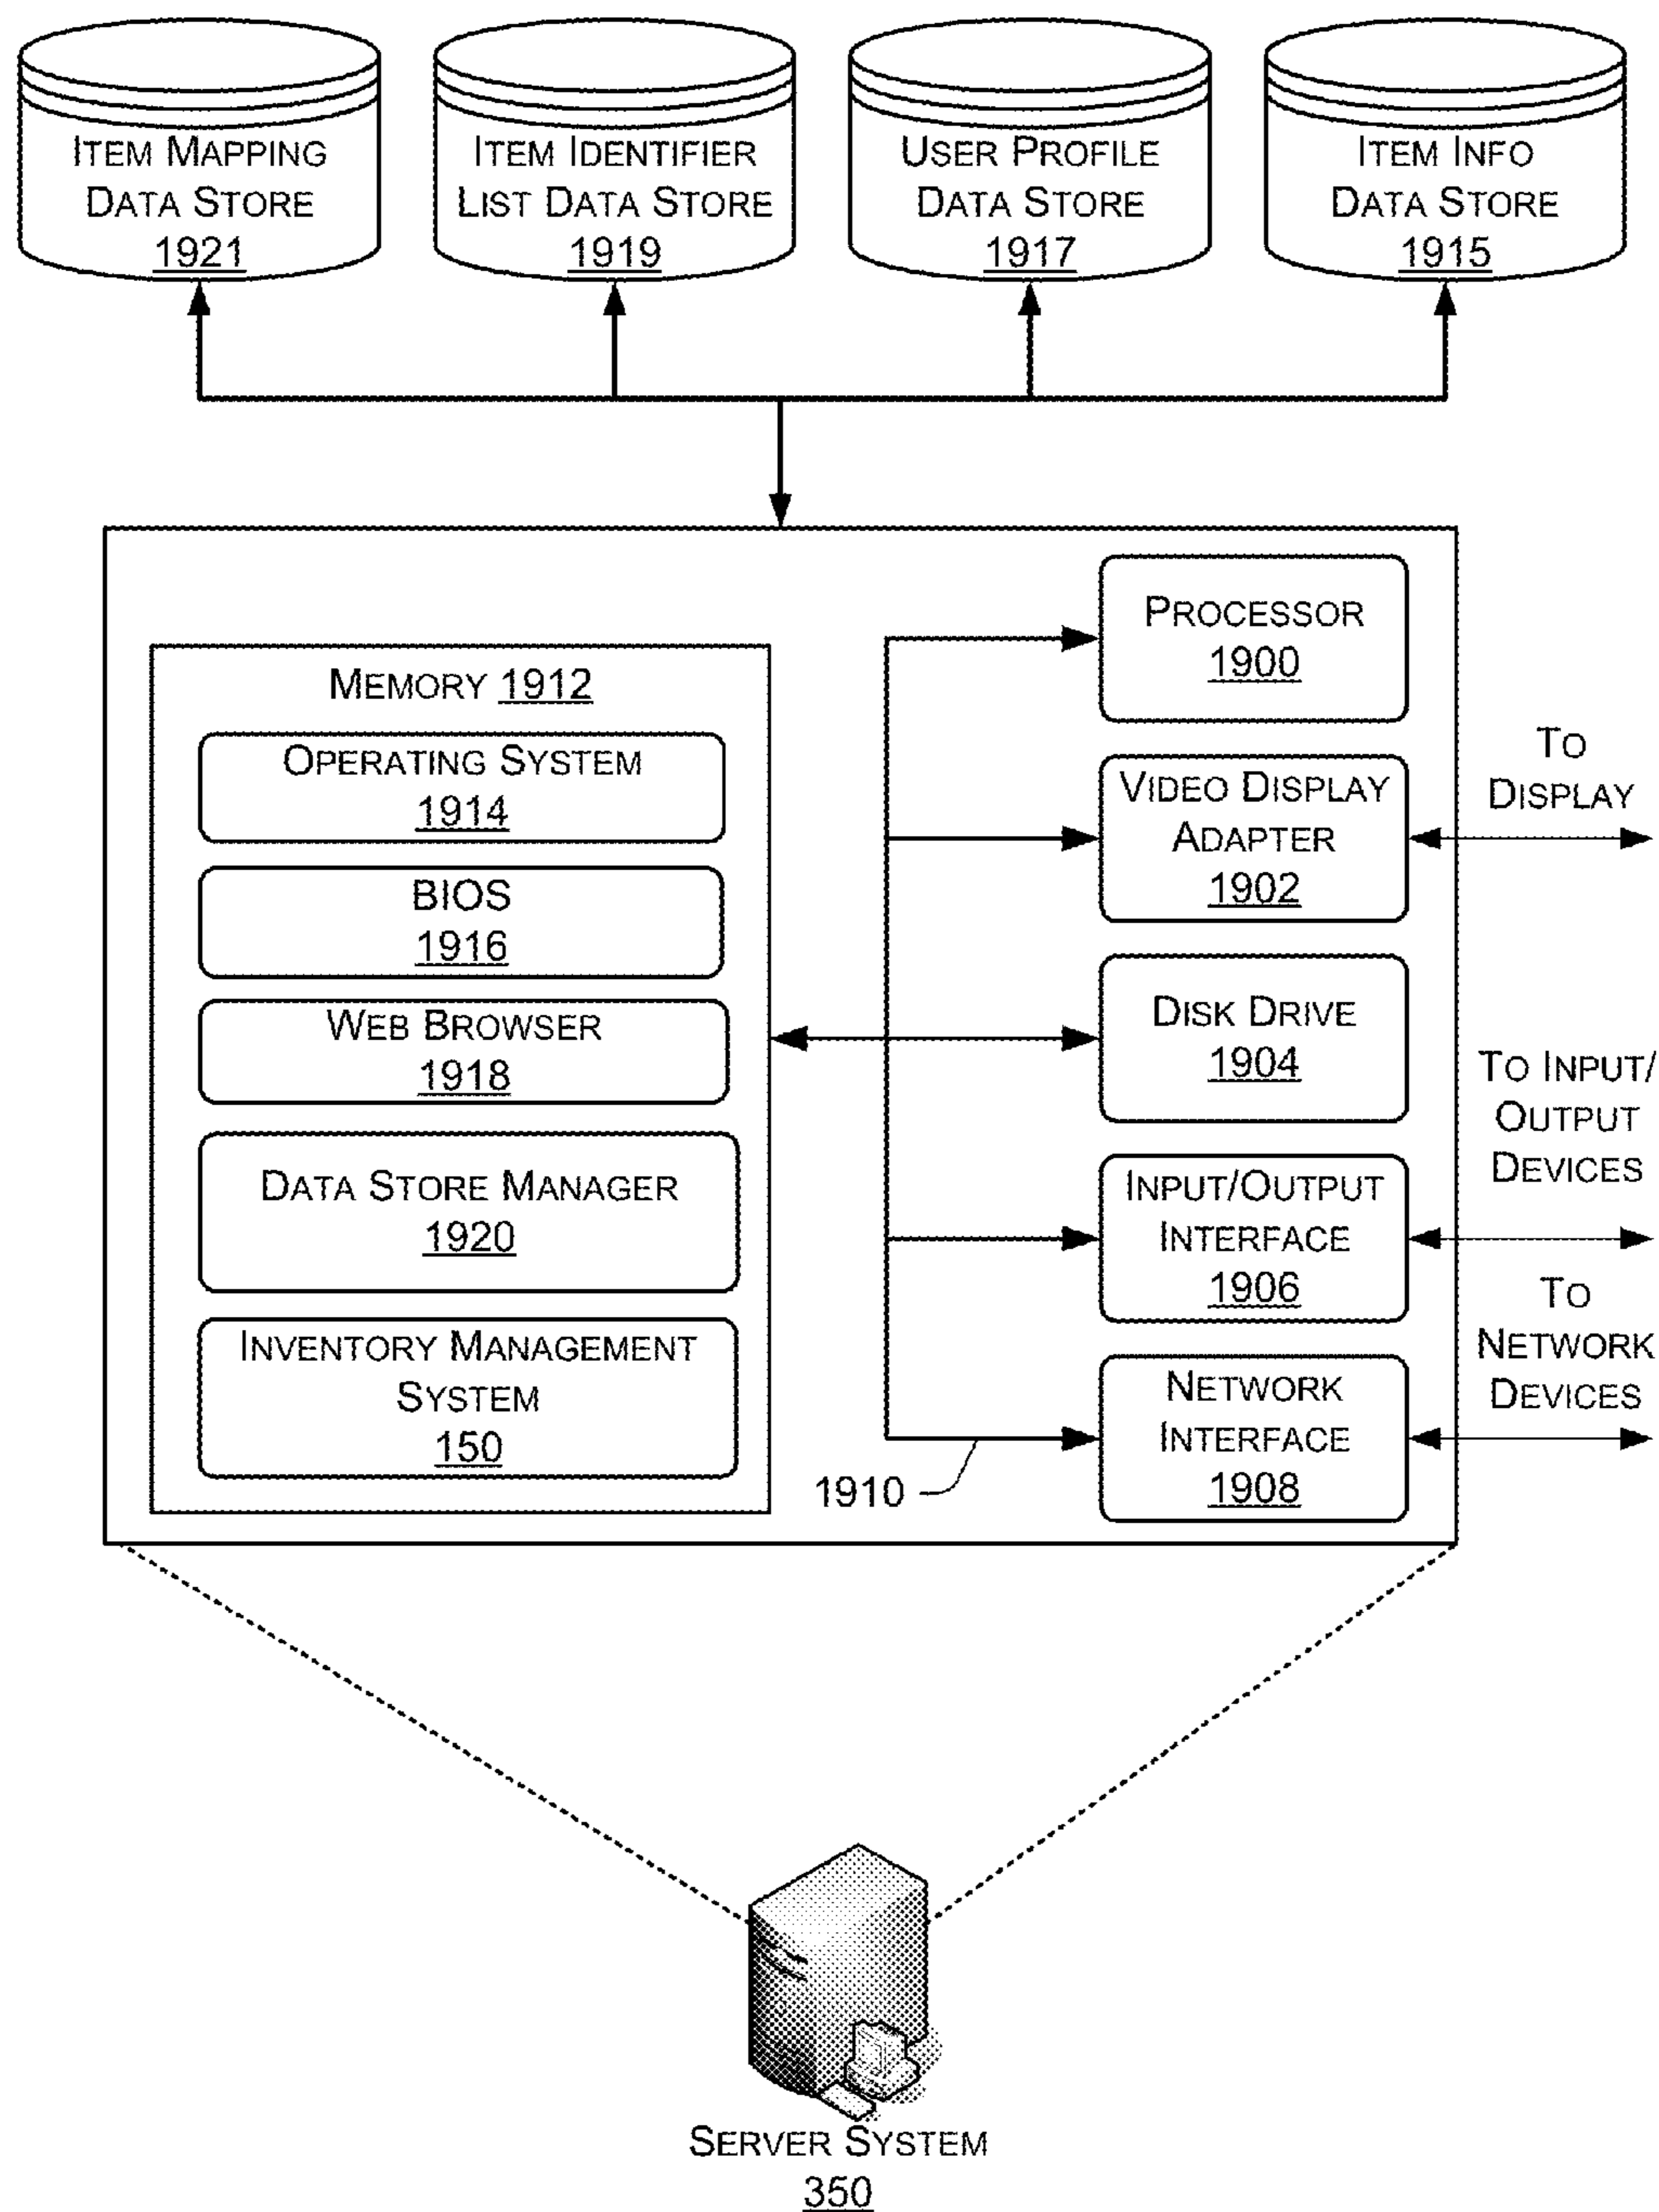 ITEM MAPPING
DATA STORE
1921
ITEM IDENTIFIER
LIST DATA STORE
1919
USER PROFILE
DATA STORE
1917
ITEM INFO
DATA STORE
1915
MEMORY 1912
OPERATING SYSTEM
1914
BIOS
1916
WEB BROWSER
1918
DATA STORE MANAGER
1920
INVENTORY MANAGEMENT
SYSTEM
150
PROCESSOR
1900
VIDEO DISPLAY
ADAPTER
1902
DISK DRIVE
1904
INPUT/OUTPUT
INTERFACE
1906
NETWORK
INTERFACE
1908
1910
TO
DISPLAY
TO INPUT/
OUTPUT
DEVICES
TO
NETWORK
DEVICES
SERVER SYSTEM
350